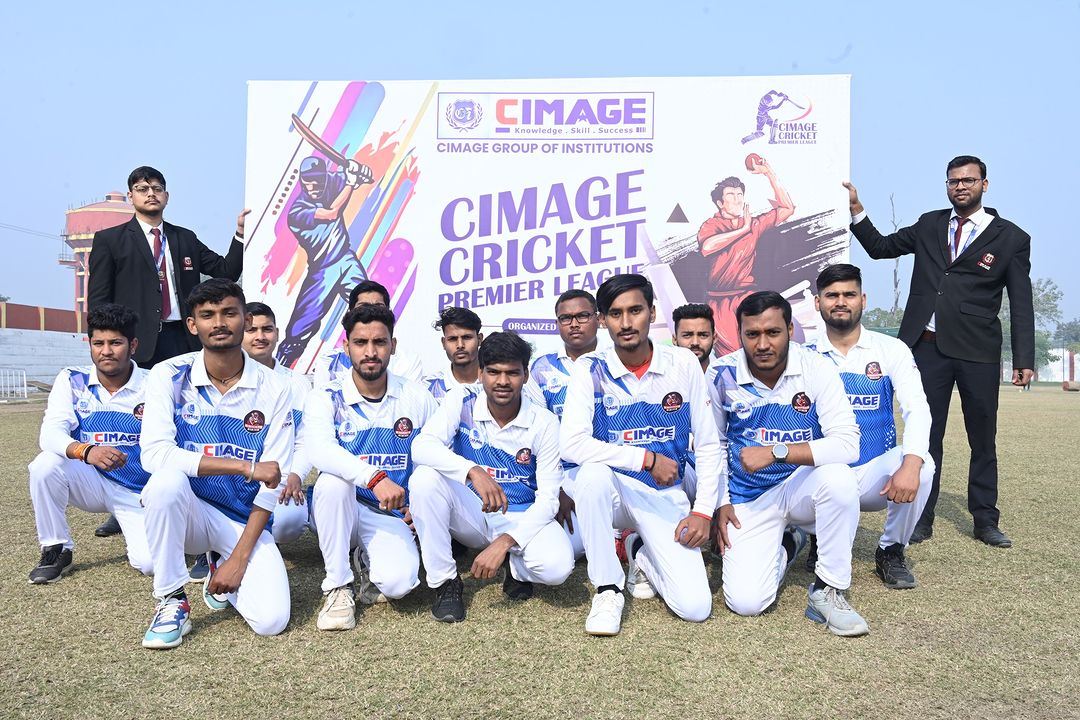 CIMAGE
Knowledge . Skill . Success
CIMAGE GROUP OF INSTITUTIONS
CIMAGE
CRICKET
PREMIER LEAGUE
CIMAGE
CRICKET
PREMIER LEAGUE
ORGANIZED
CIMAGE
CIMAGE
CIMAGE
CIMAGE
CIMAGE